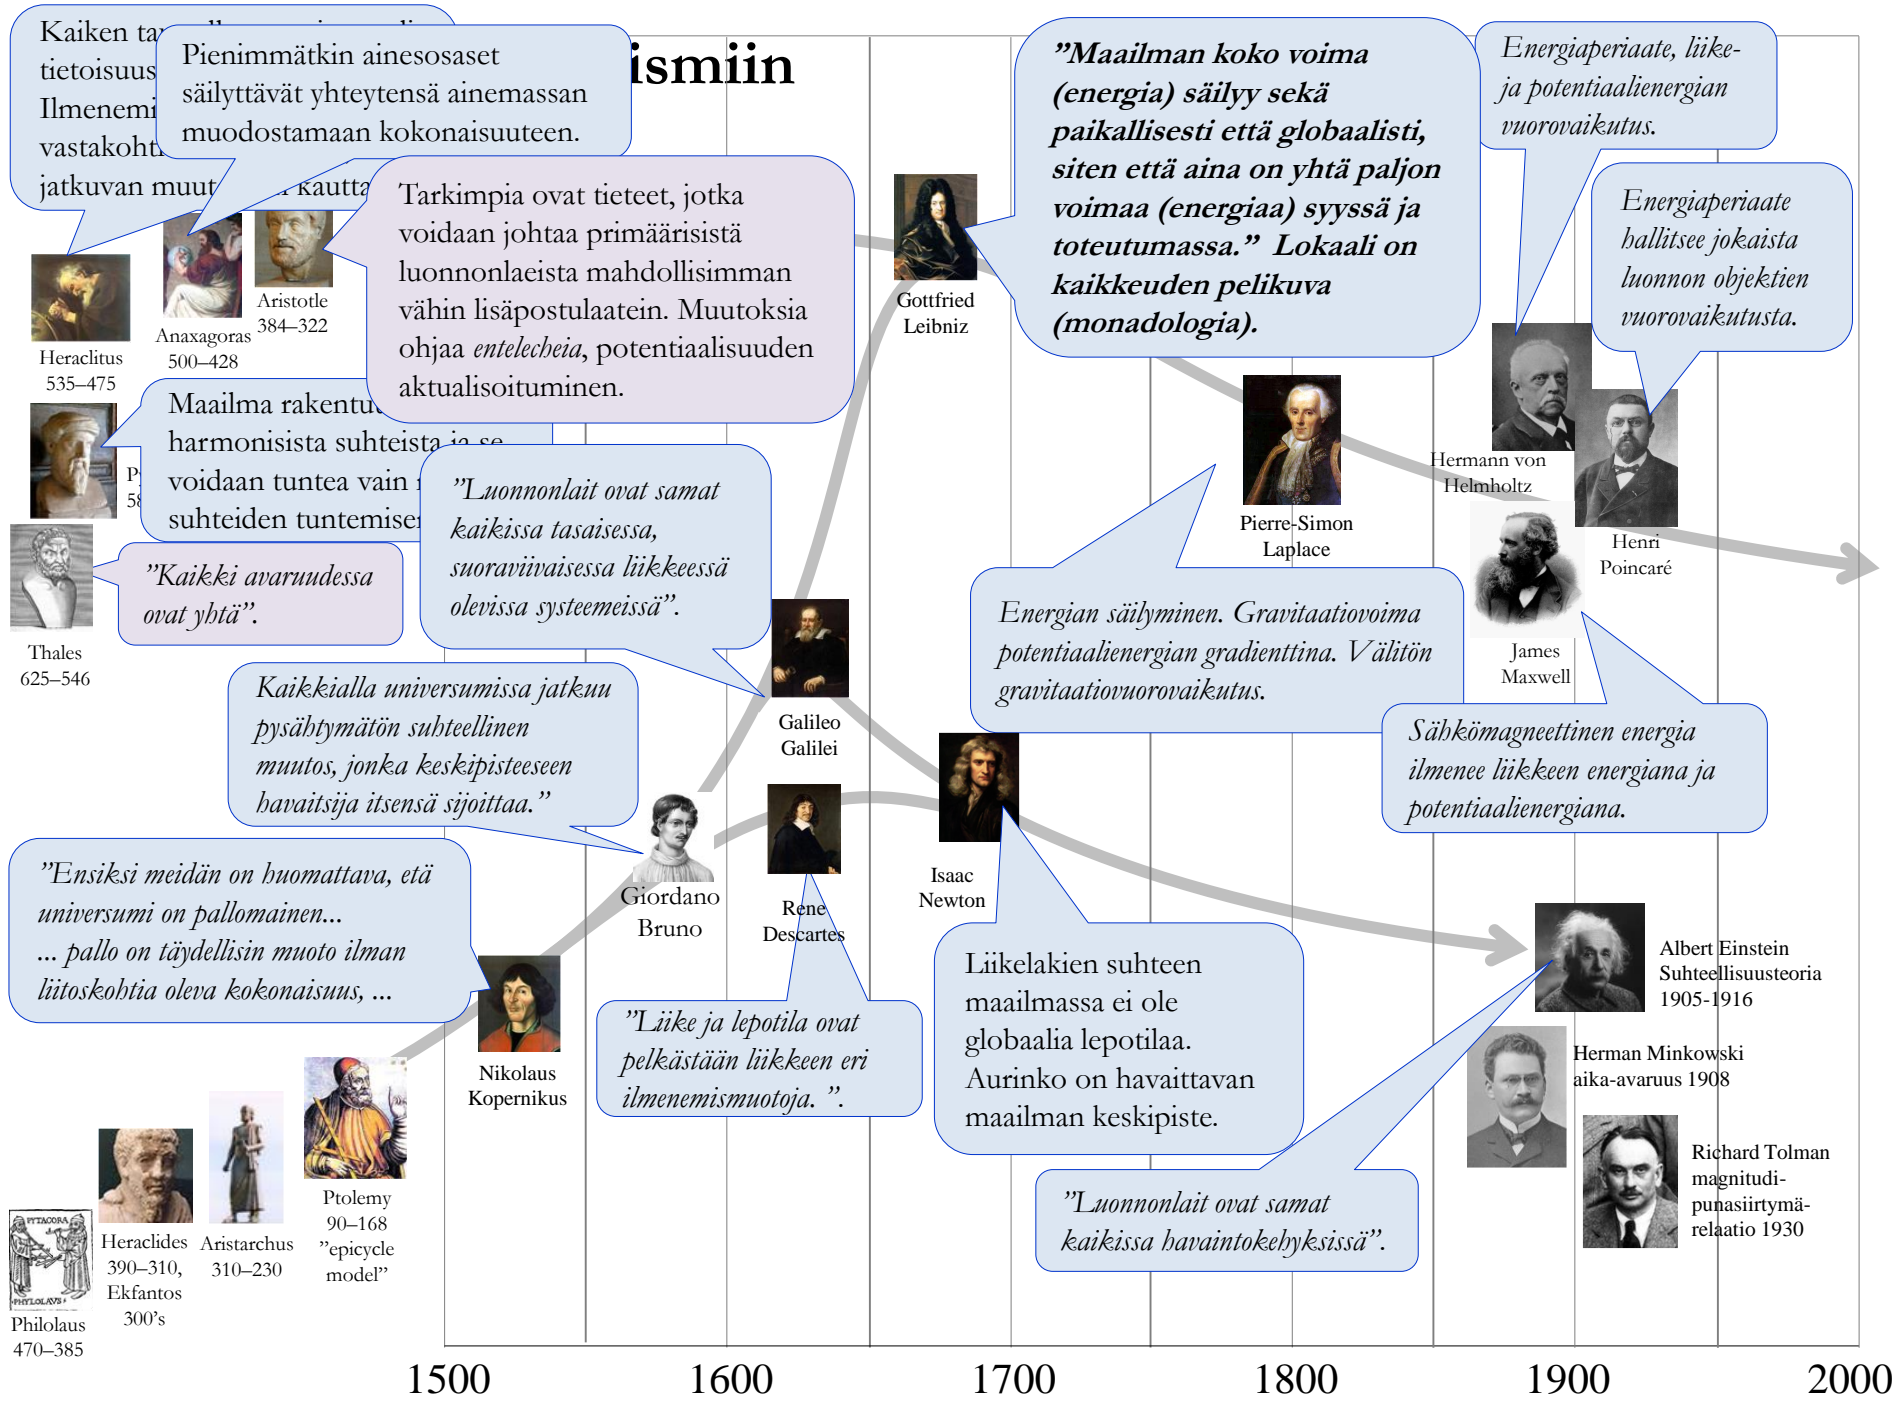 Kaiken
tietoisuus
vastakoht
jatkuvan
kautta
Pienimmätkin ainesosaset
säilyttävät yhteytensä ainemassan
muodostamaan kokonaisuuteen.
ismiin
”Maailman koko voima
(energia) säilyy sekä
paikallisesti että globaalisti,
siten että aina on yhtä paljon
voimaa (energiaa) syyssä ja
toteutumassa.” Lokaali on
kaikkeuden pelikuva
(monadologia).
Energiaperiaate, liike-
ja potentiaalienergian
vuorovaikutus.
Energiaperiaate
hallitsee jokaista
luonnon objektien
vuorovaikutusta.
Tarkimpia ovat tieteet, jotka
voidaan johtaa primäärisistä
luonnonlaeista mahdollisimman
vähin lisäpostulaatein. Muutoksia
ohjaa entelecheia, potentiaalisuuden
aktualisoituminen.
Heraclitus
535–475
Anaxagoras
500–428
Aristotle
384–322
Gottfried
Leibniz
Maailma
harmonisista suhteista ja se
voidaan tuntea vain
suhteiden
”Kaikki avaruudessa
ovat yhtä”.
Thales
625–546
”Luonnonlait ovat samat
kaikissa tasaisessa,
suoraviivaisessa liikkeessä
olevissa systeemeissä”.
Pierre-Simon
Laplace
Hermann von
Helmholtz
Henri
Poincaré
James
Maxwell
Energian säilyminen. Gravitaatiovoima
potentiaalienergian gradienttina. Välitön
gravitaatiovuorovaikutus.
Sähkömagneettinen energia
ilmenee liikkeen energiana ja
potentiaalienergiana.
Kaikkialla universumissa jatkuu
pysähtymätön suhteellinen
muutos, jonka keskipisteeseen
havaitsija itsensä sijoittaa.”
Galileo
Galilei
Giordano
Bruno
Rene
Descartes
Isaac
Newton
”Ensiksi meidän on huomattava, että
universumi on pallomainen...
... pallo on täydellisin muoto ilman
liitoskohtia oleva kokonaisuus, ...
Nikolaus
Kopernikus
”Liike ja lepotila ovat
pelkästään liikkeen eri
ilmenemismuotoja. ”.
Liikelakien suhteen
maailmassa ei ole
globaalia lepotilaa.
Aurinko on havaittavan
maailman keskipiste.
Albert Einstein
Suhteellisuusteoria
1905-1916
Herman Minkowski
aika-avaruus 1908
Richard Tolman
magnitudi-
punasiirtymä-
relaatio 1930
”Luonnonlait ovat samat
kaikissa havaintokehyksissä”.
PYTACORA
PHYLOLAVS
Philolaus
470–385
Heraclides
390–310,
Ekfantos
300's
Aristarchus
310–230
Ptolemy
90–168
”epicycle
model”
1500
1600
1700
1800
1900
2000